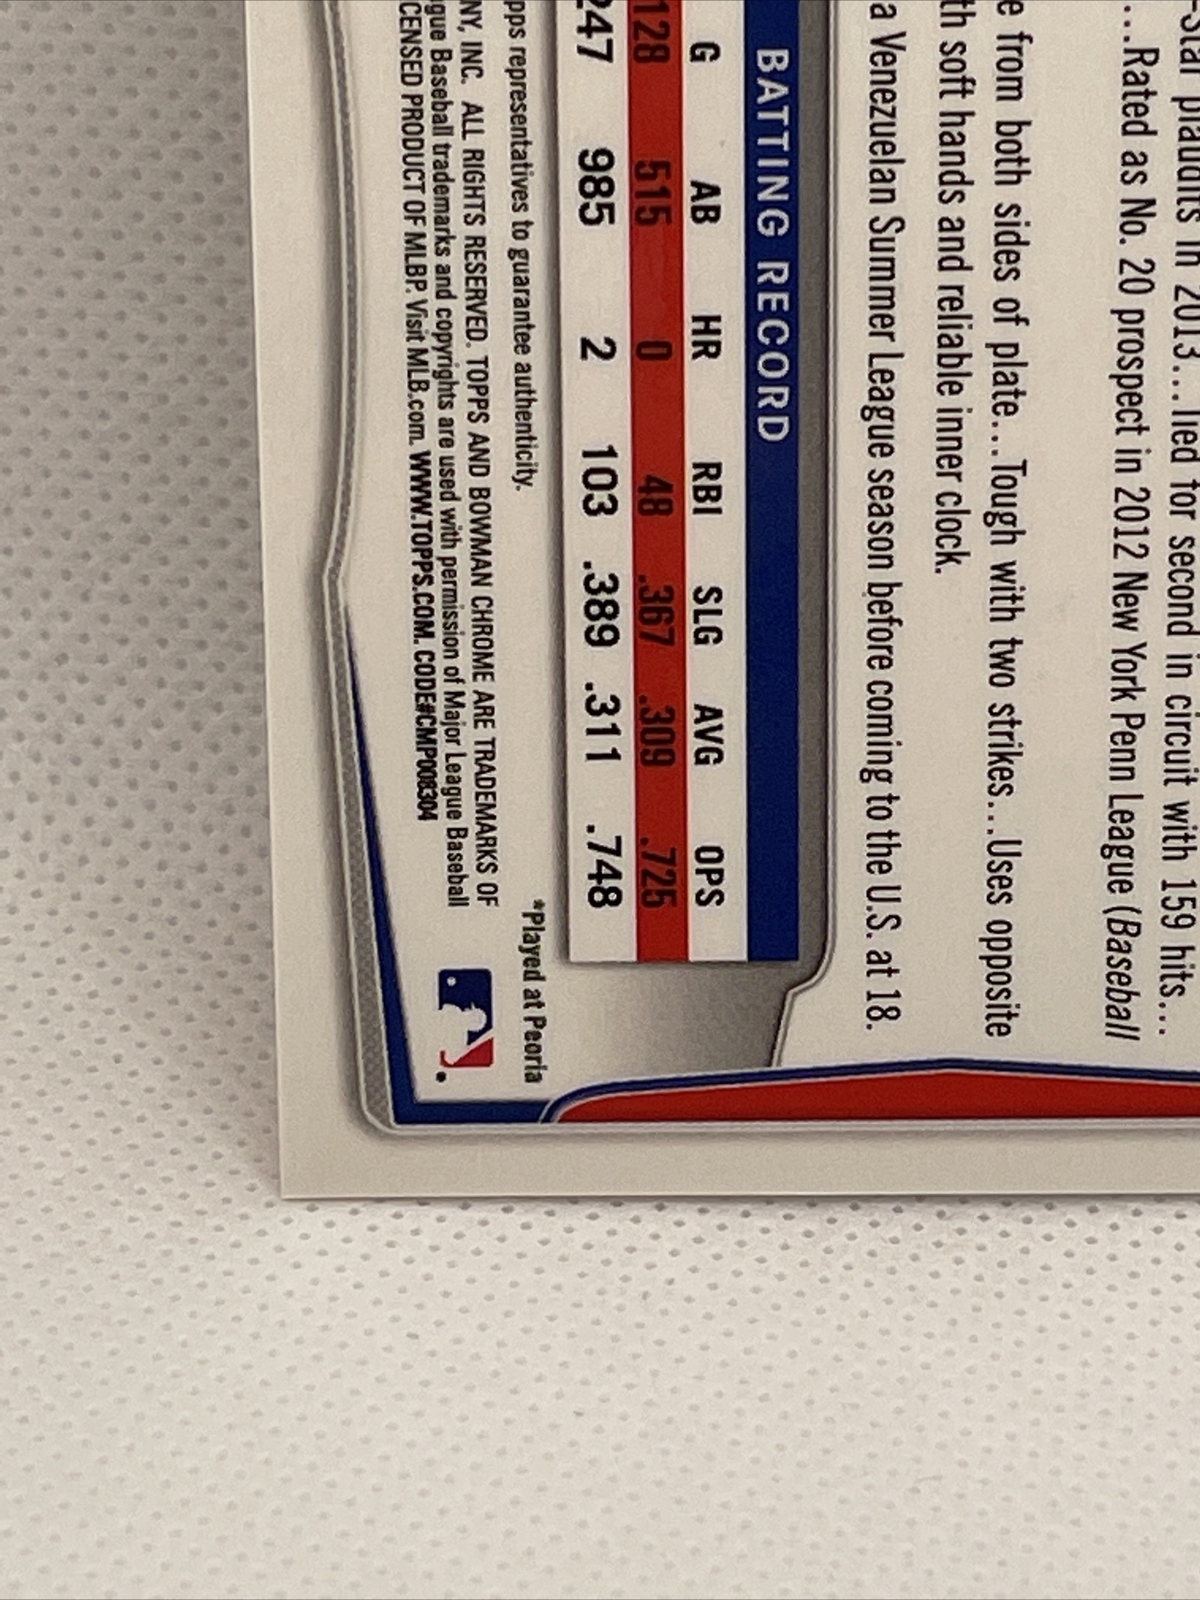 -Star plaudits in 2013...Tied for second in circuit with 159 hits...
...Rated as No. 20 prospect in 2012 New York Penn League (Baseball
e from both sides of plate...Tough with two strikes...Uses opposite
th soft hands and reliable inner clock.
a Venezuelan Summer League season before coming to the U.S. at 18.
BATTING RECORD
G AB HR RBI SLG AVG OPS
128 515 0 48 .367 .309 .725
247 985 2 103 .389 .311 .748
*Played at Peoria
pps representatives to guarantee authenticity.
NY, INC. ALL RIGHTS RESERVED. TOPPS AND BOWMAN CHROME ARE TRADEMARKS OF
gue Baseball trademarks and copyrights are used with permission of Major League Baseball
CENSED PRODUCT OF MLBP. Visit MLB.com. WWW.TOPPS.COM. CODE#CMP008304